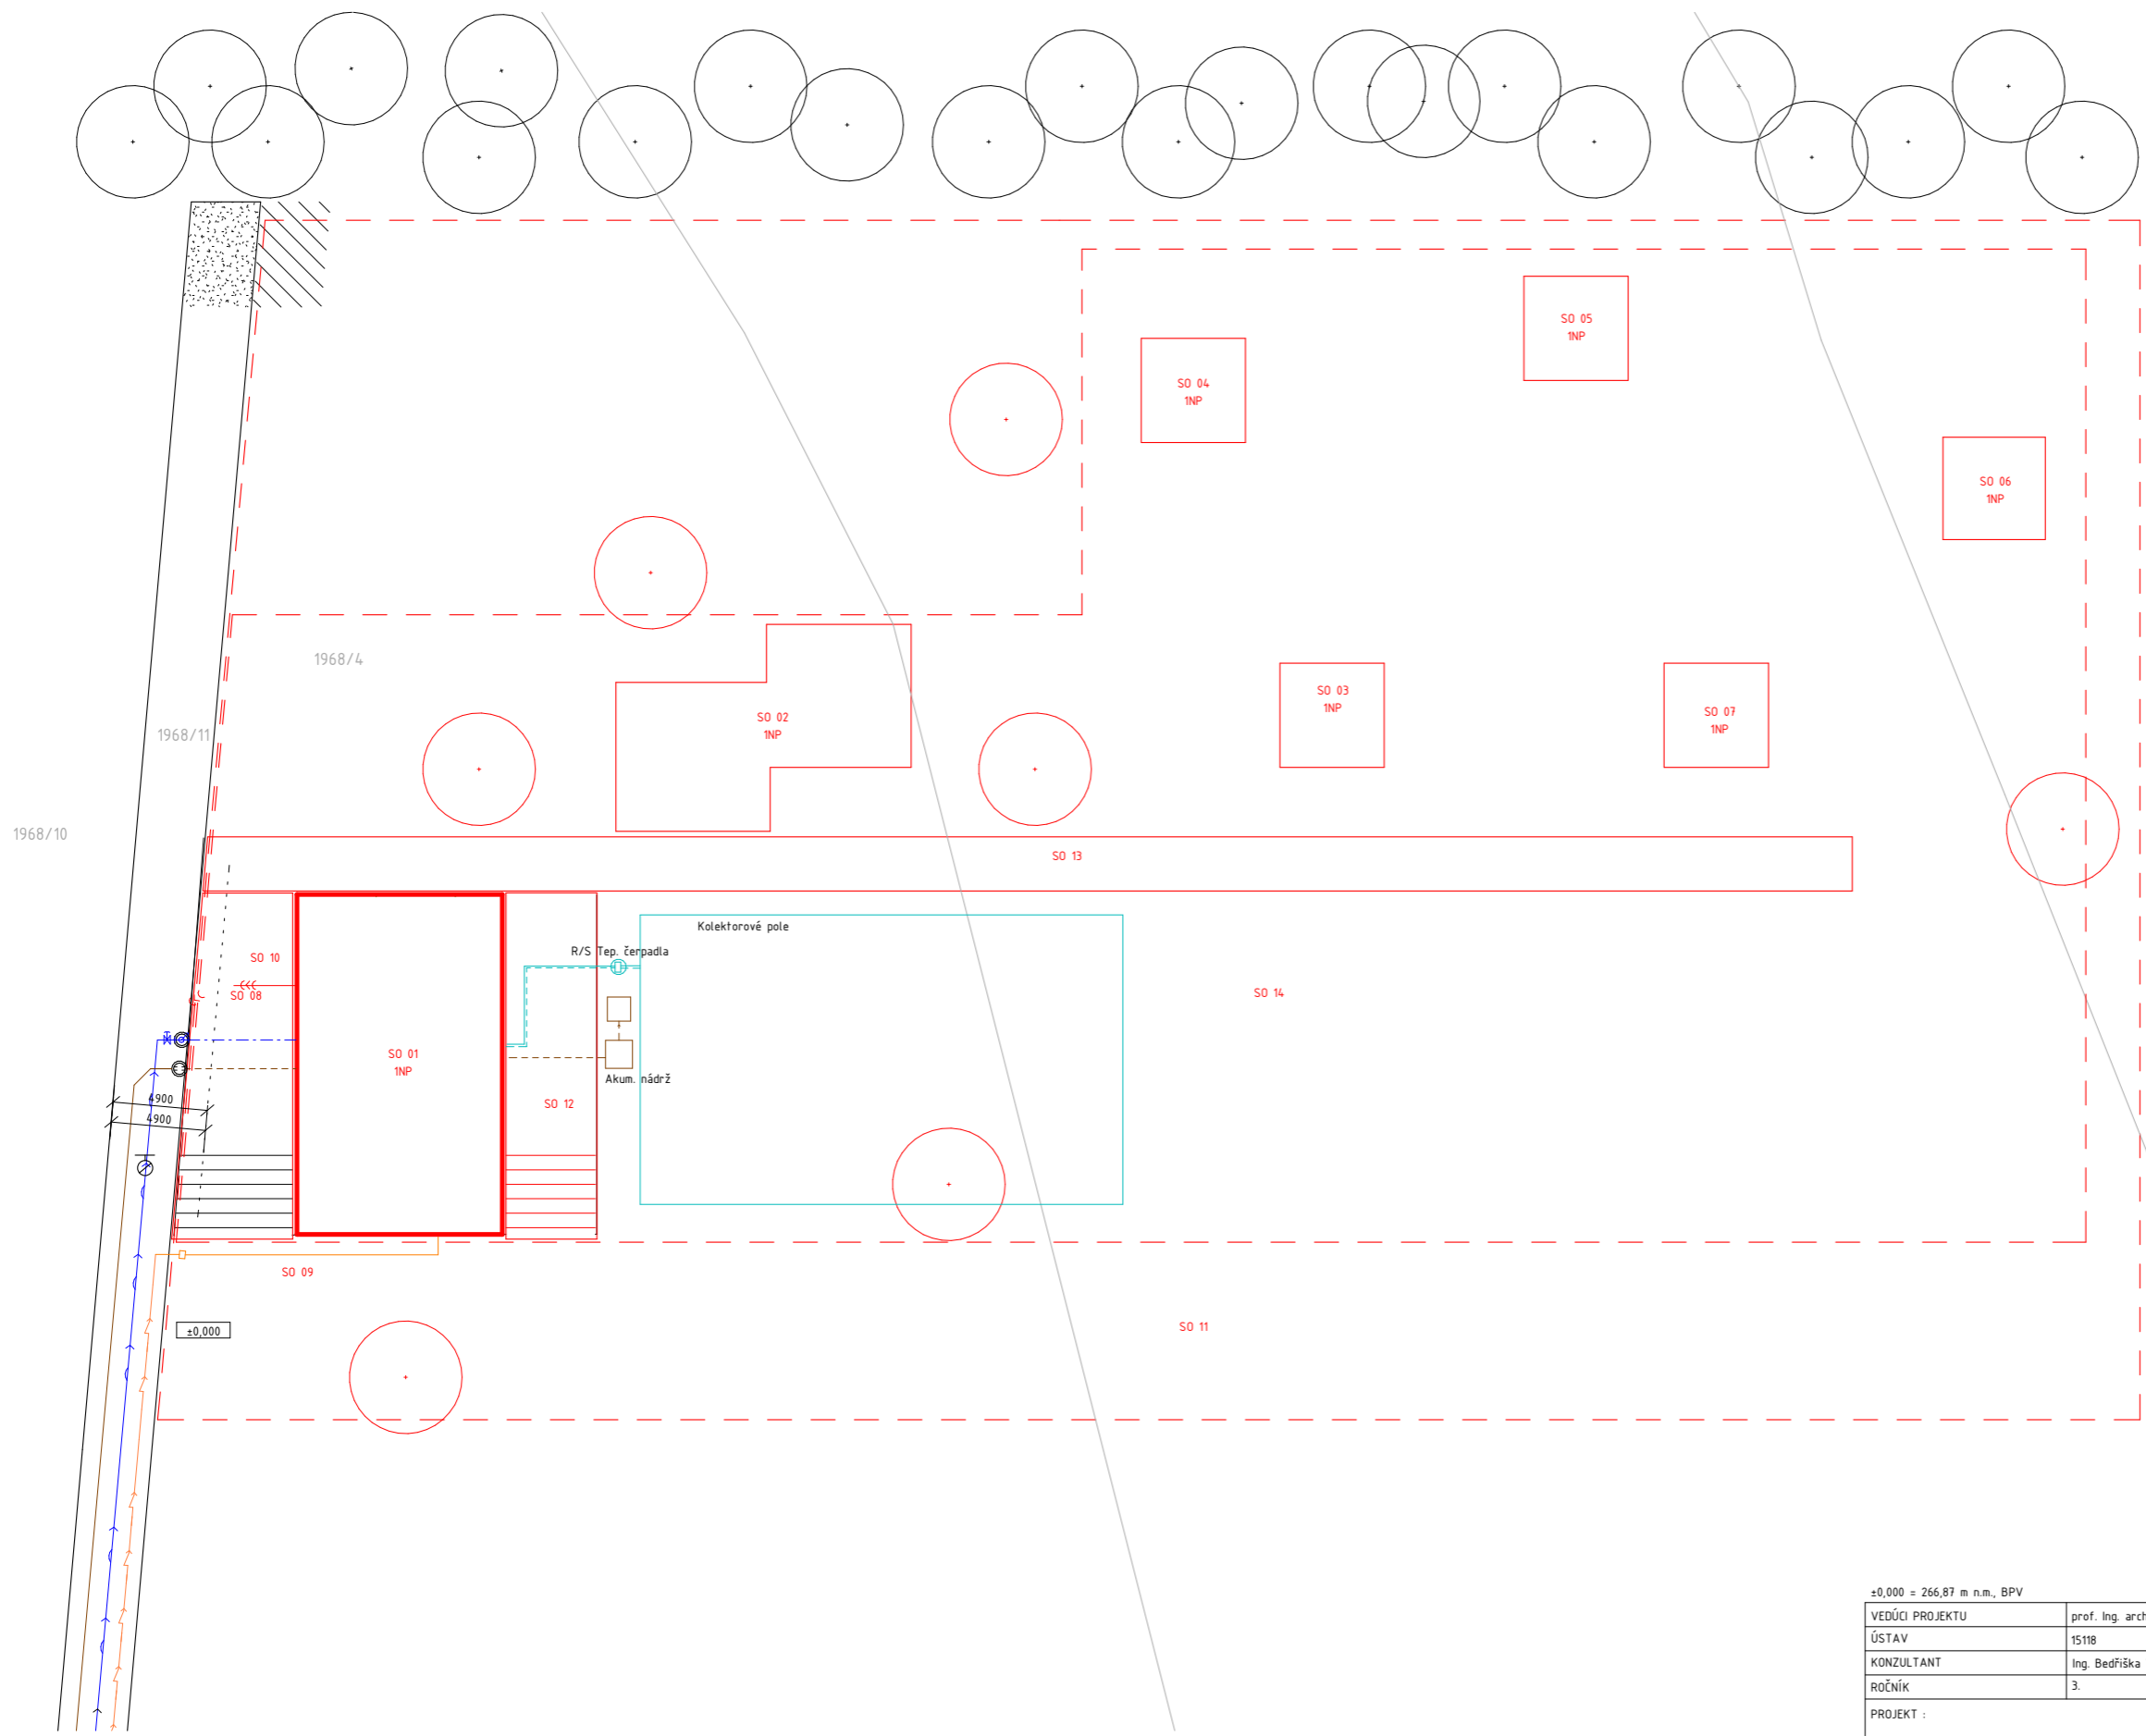 SO 05
1NP
SO 04
1NP
SO 06
1NP
1968/4
SO 03
1NP
SO 07
1NP
SO 02
1NP
1968/11
1968/10
SO 13
Kolektorové pole
R/S Tep. čerpadla
SO 10
SO 08
SO 14
SO 01
1NP
Akum. nádrž
4900
SO 12
4900
SO 09
±0,000
SO 11
±0,000 = 266,87 m n.m., BPV
VEDÚCI PROJEKTU prof. Ing. arch
ÚSTAV 15118
KONZULTANT Ing. Bedřiška
ROČNÍK 3.
PROJEKT :